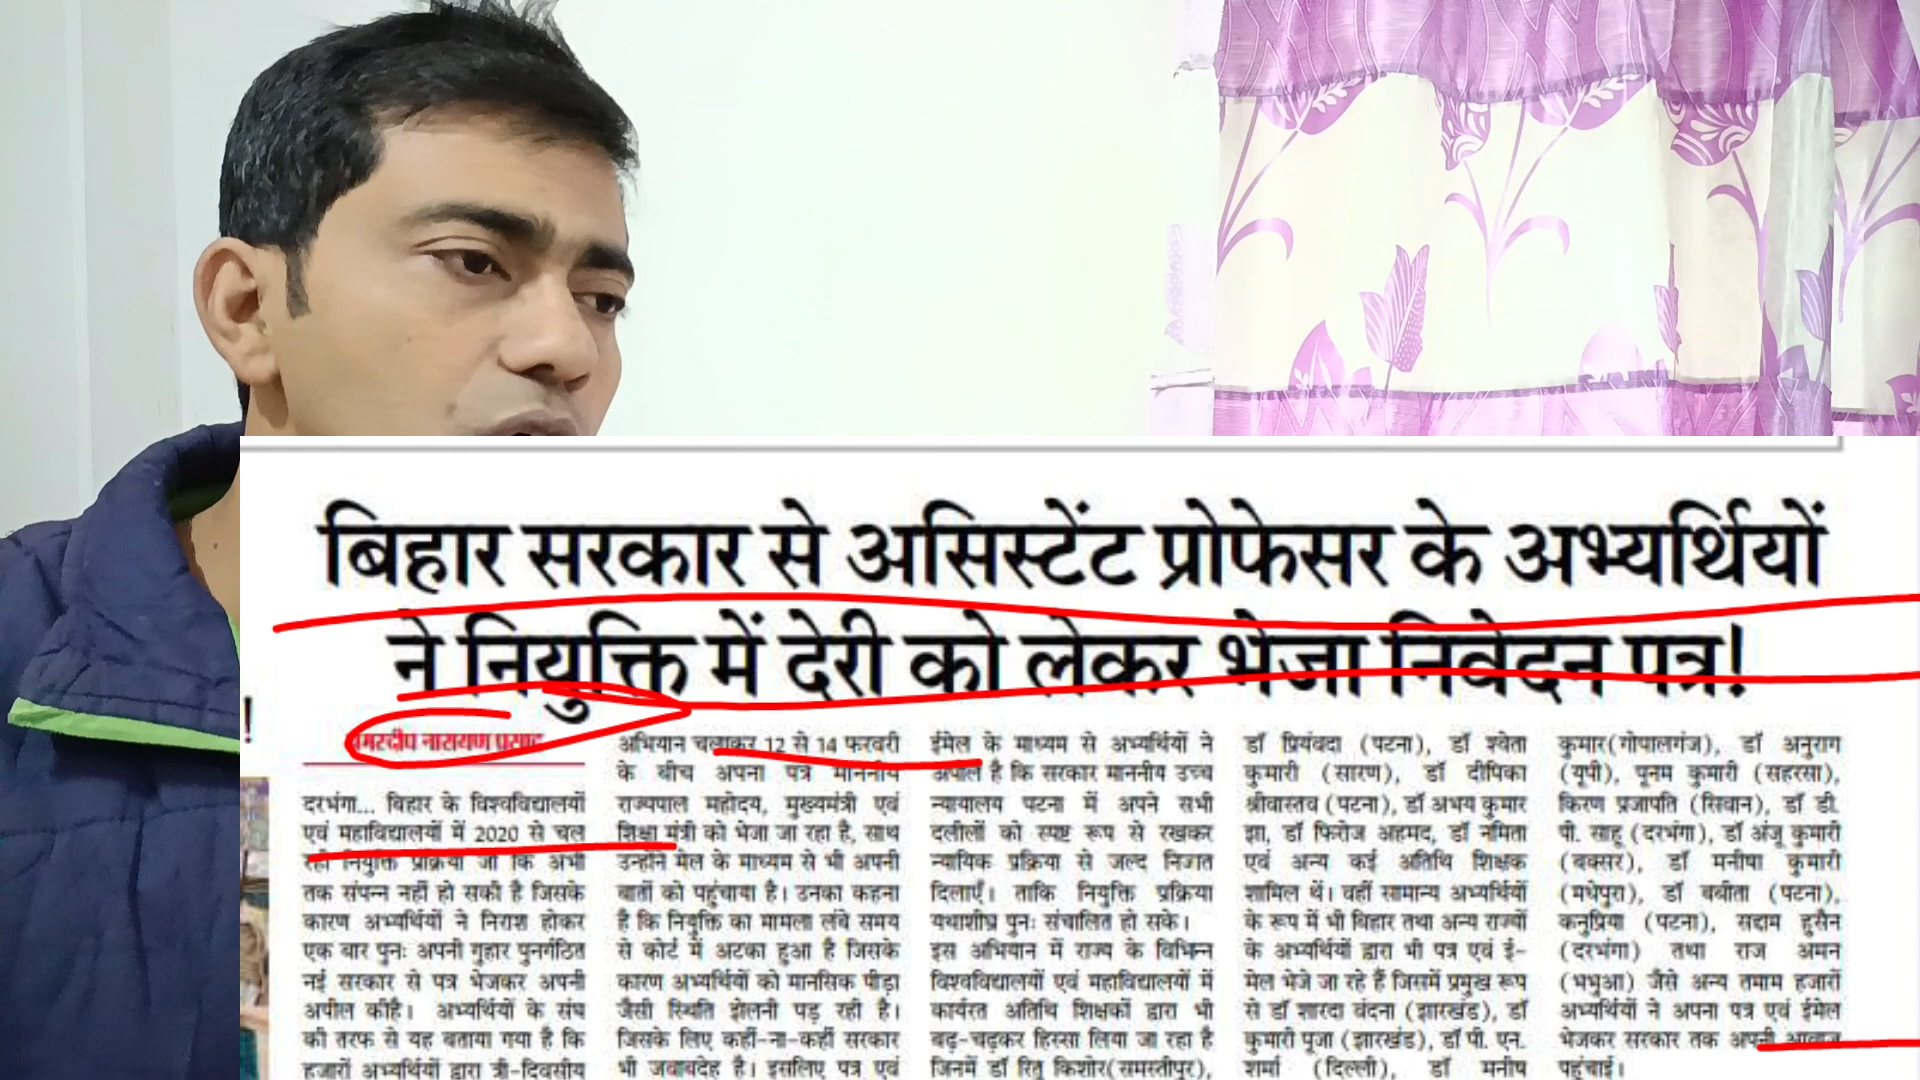 बिहार सरकार से असिस्टेंट प्रोफेसर के अभ्यर्थियों
ने नियुक्ति में देरी को लेकर भेजा निवेदन पत्र!
!
नारायण प्रसाद
दरभंगा... बिहार के विश्वविद्यालयों
एवं महाविद्यालयों में 2020 से चल
रही नियुक्ति प्रक्रिया जो कि अभी
तक संपन्न नहीं हो सकी है जिसके
कारण अभ्यर्थियों ने निराश होकर
एक बार पुनः अपनी गुहार पुनर्गठित
नई सरकार से पत्र भेजकर अपनी
अपील कीहै। अभ्यर्थियों के संघ
की तरफ से यह बताया गया है कि
हजारों अभ्यर्थियों द्वारा त्री-दिवसीय
अभियान चलाकर 12 से 14 फरवरी
के बीच अपना पत्र माननीय
राज्यपाल महोदय, मुख्यमंत्री एवं
शिक्षा मंत्री को भेजा जा रहा है, साथ
उन्होंने मेल के माध्यम से भी अपनी
बातों को पहुंचाया है। उनका कहना
है कि नियुक्ति का मामला लंबे समय
से कोर्ट में अटका हुआ है जिसके
कारण अभ्यर्थियों को मानसिक पीड़ा
जैसी स्थिति झेलनी पड़ रही है।
जिसके लिए कहीं-ना-कहीं सरकार
भी जवाबदेह है। इसलिए पत्र एवं
ईमेल के माध्यम से अभ्यर्थियों ने
अपील है कि सरकार माननीय उच्च
न्यायालय पटना में अपने सभी
दलीलों को स्पष्ट रूप से रखकर
न्यायिक प्रक्रिया से जल्द निजात
दिलाएँ। ताकि नियुक्ति प्रक्रिया
यथाशीघ्र पुनः संचालित हो सके।
इस अभियान में राज्य के विभिन्न
विश्वविद्यालयों एवं महाविद्यालयों में
कार्यरत अतिथि शिक्षकों द्वारा भी
बढ़-चढ़कर हिस्सा लिया जा रहा है
जिनमें डॉ रितु किशोर(समस्तीपुर),
डॉ प्रियंवदा (पटना), डॉ श्वेता
कुमारी (सारण), डॉ दीपिका
श्रीवास्तव (पटना), डॉ अभय कुमार
झा, डॉ फिरोज अहमद, डॉ नमिता
एवं अन्य कई अतिथि शिक्षक
शामिल थें। वहीं सामान्य अभ्यर्थियों
के रूप में भी बिहार तथा अन्य राज्यों
के अभ्यर्थियों द्वारा भी पत्र एवं ई-
मेल भेजे जा रहे हैं जिसमें प्रमुख रूप
से डॉ शारदा वंदना (झारखंड), डॉ
कुमारी पूजा (झारखंड), डॉ पी. एन.
शर्मा (दिल्ली), डॉ मनीष
कुमार(गोपालगंज), डॉ अनुराग
(यूपी), पूनम कुमारी (सहरसा),
किरण प्रजापति (सिवान), डॉ डी.
पी. साहू (दरभंगा), डॉ अंजू कुमारी
(बक्सर), डॉ मनीषा कुमारी
(मधेपुरा), डॉ बबीता (पटना),
कनुप्रिया (पटना), सद्दाम हुसैन
(दरभंगा) तथा राज अमन
(भभुआ) जैसे अन्य तमाम हजारों
अभ्यर्थियों ने अपना पत्र एवं ईमेल
भेजकर सरकार तक अपनी आवाज
पहुंचाई।